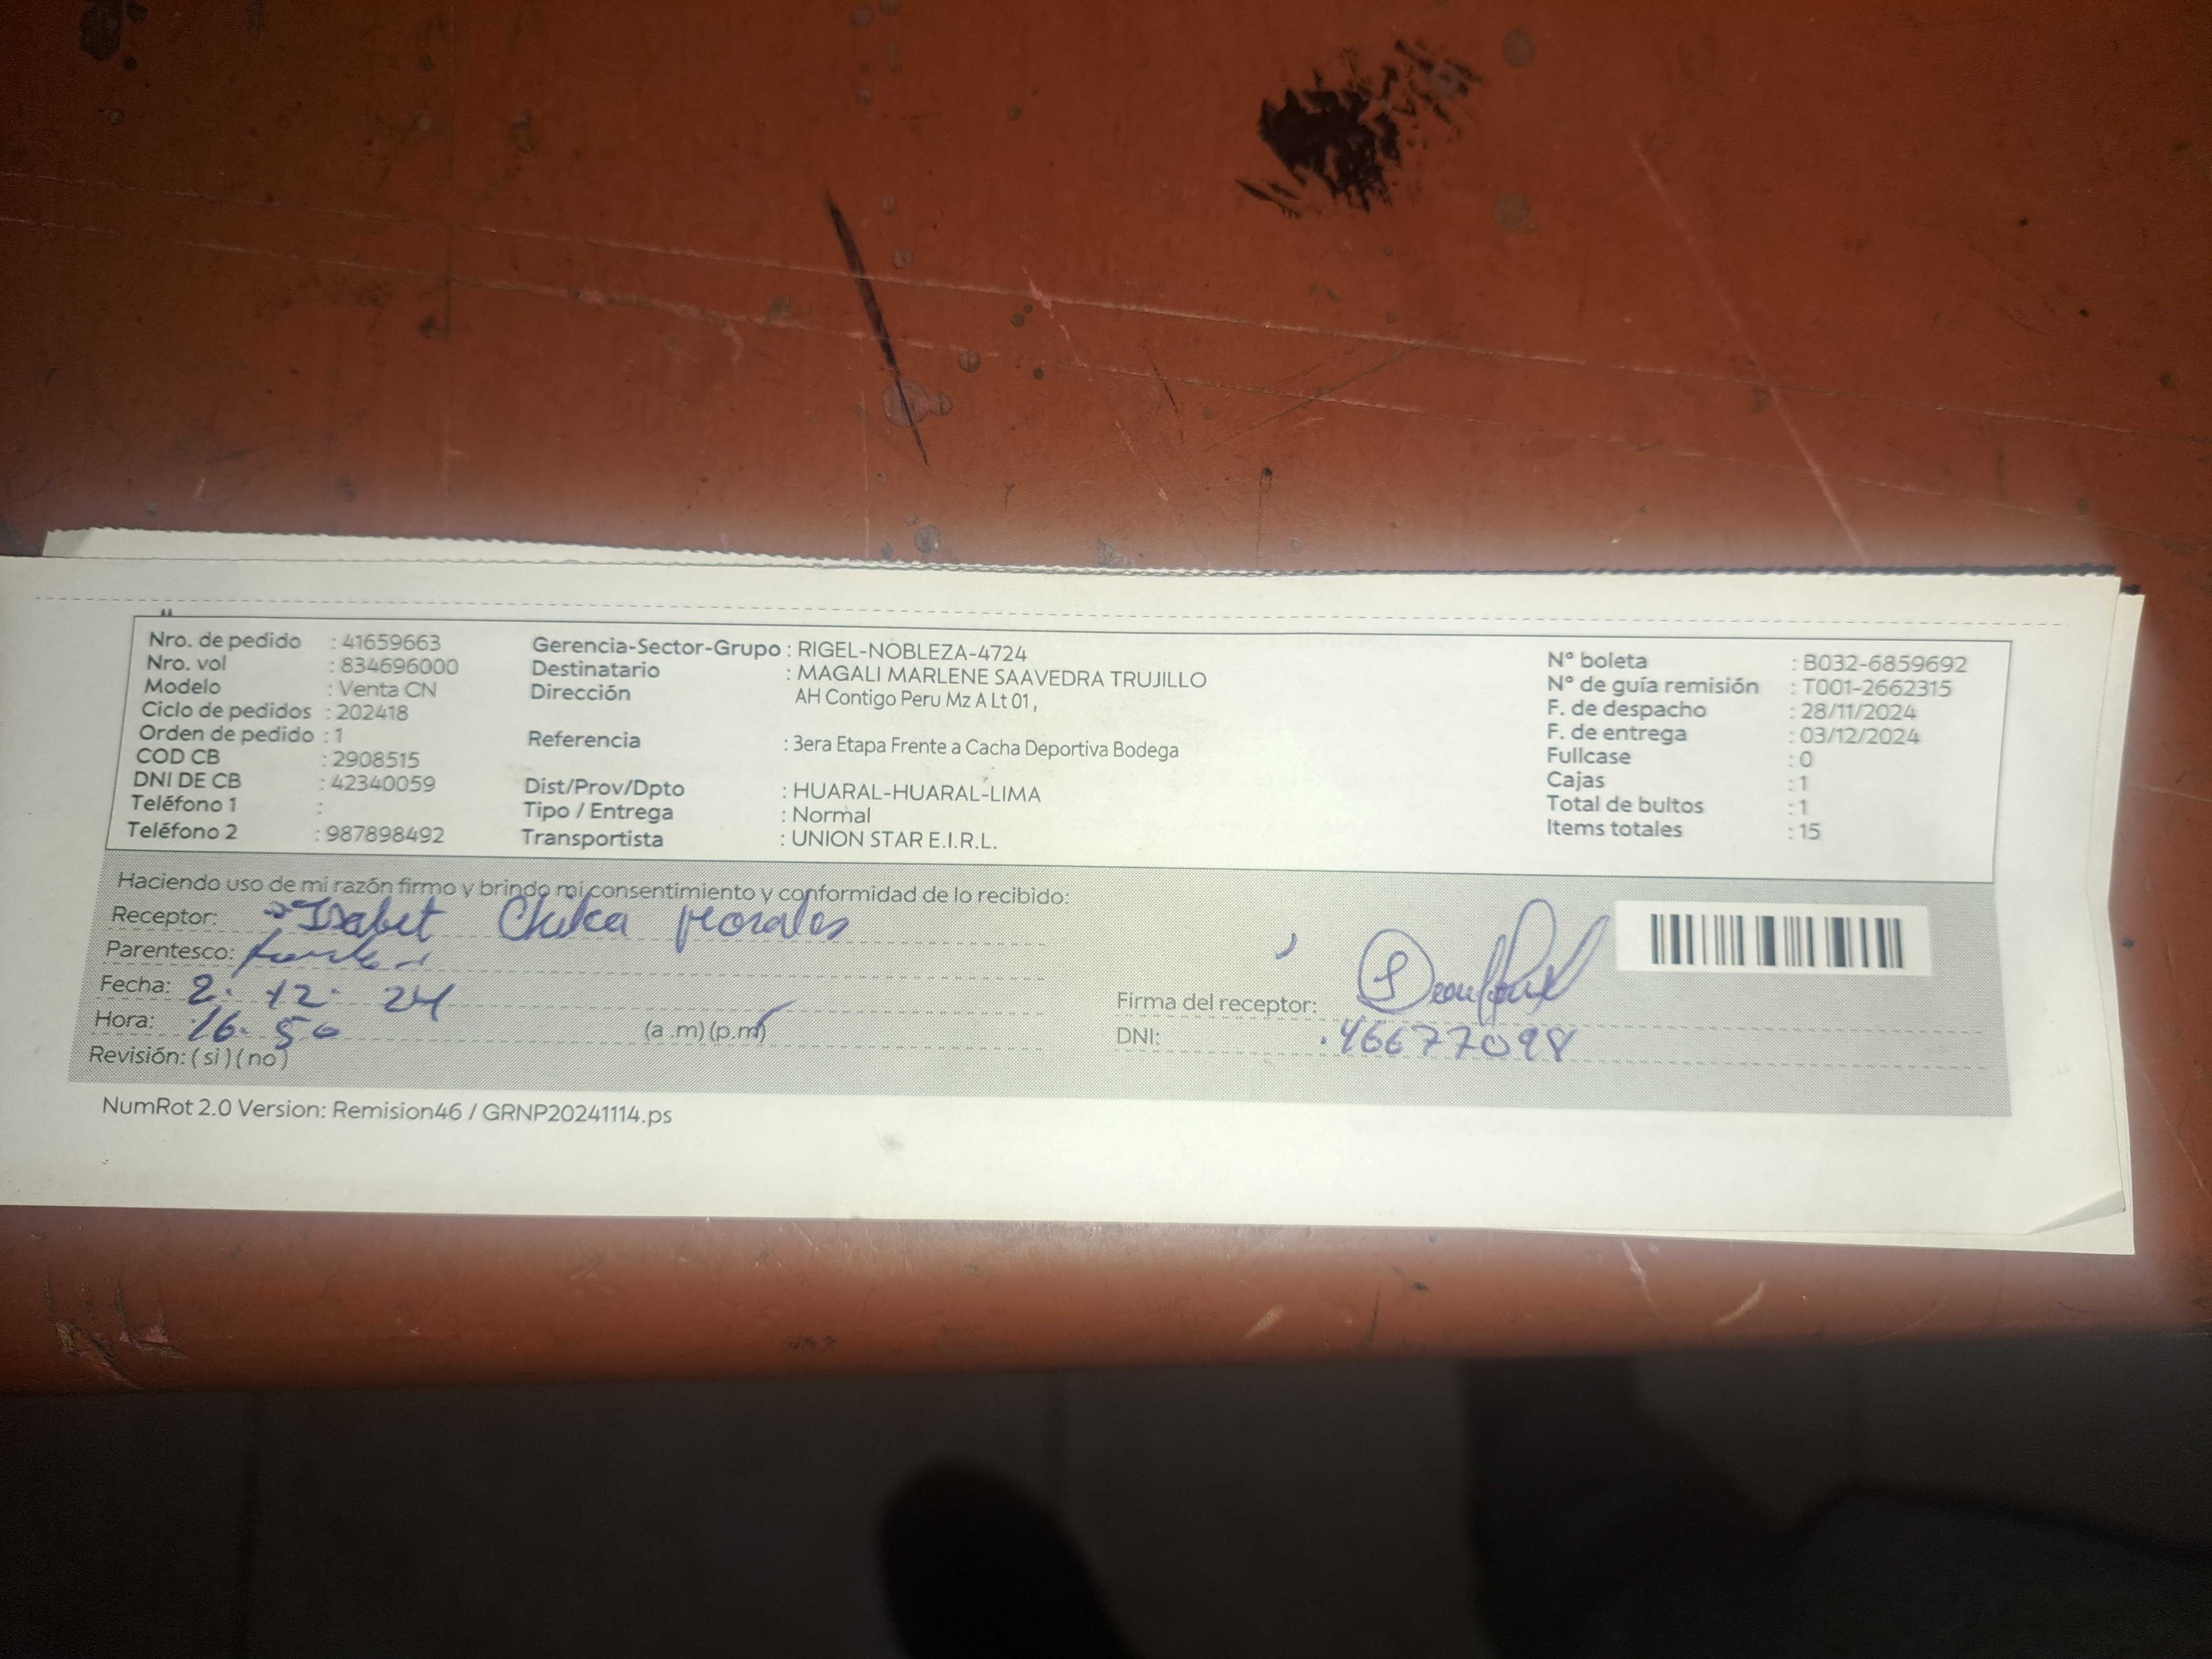 Nro. de pedido : 41659663
Nro. vol : 834696000
Modelo : Venta CN
Ciclo de pedidos : 202418
Orden de pedido : 1
COD CB : 2908515
DNI DE CB : 42340059
Teléfono 1 :
Teléfono 2 : 987898492
Gerencia-Sector-Grupo : RIGEL-NOBLEZA-4724
Destinatario : MAGALI MARLENE SAAVEDRA TRUJILLO
Dirección AH Contigo Peru Mz A Lt 01 ,
Referencia : 3era Etapa Frente a Cacha Deportiva Bodega
Dist/Prov/Dpto : HUARAL-HUARAL-LIMA
Tipo / Entrega : Normal
Transportista : UNION STAR E.I.R.L.
N° boleta : B032-6859692
N° de guía remisión : T001-2662315
F. de despacho : 28/11/2024
F. de entrega : 03/12/2024
Fullcase : 0
Cajas : 1
Total de bultos : 1
Items totales : 15
Haciendo uso de mi razón firmo y brindo mi consentimiento y conformidad de lo recibido:
Receptor: Morales
Parentesco:
Fecha: 2. 12. 24
Hora: 16. 50 (a .m) (p.m)
Revisión: ( si ) ( no )
Firma del receptor:
DNI: 46677098
NumRot 2.0 Version: Remision46 / GRNP20241114.ps